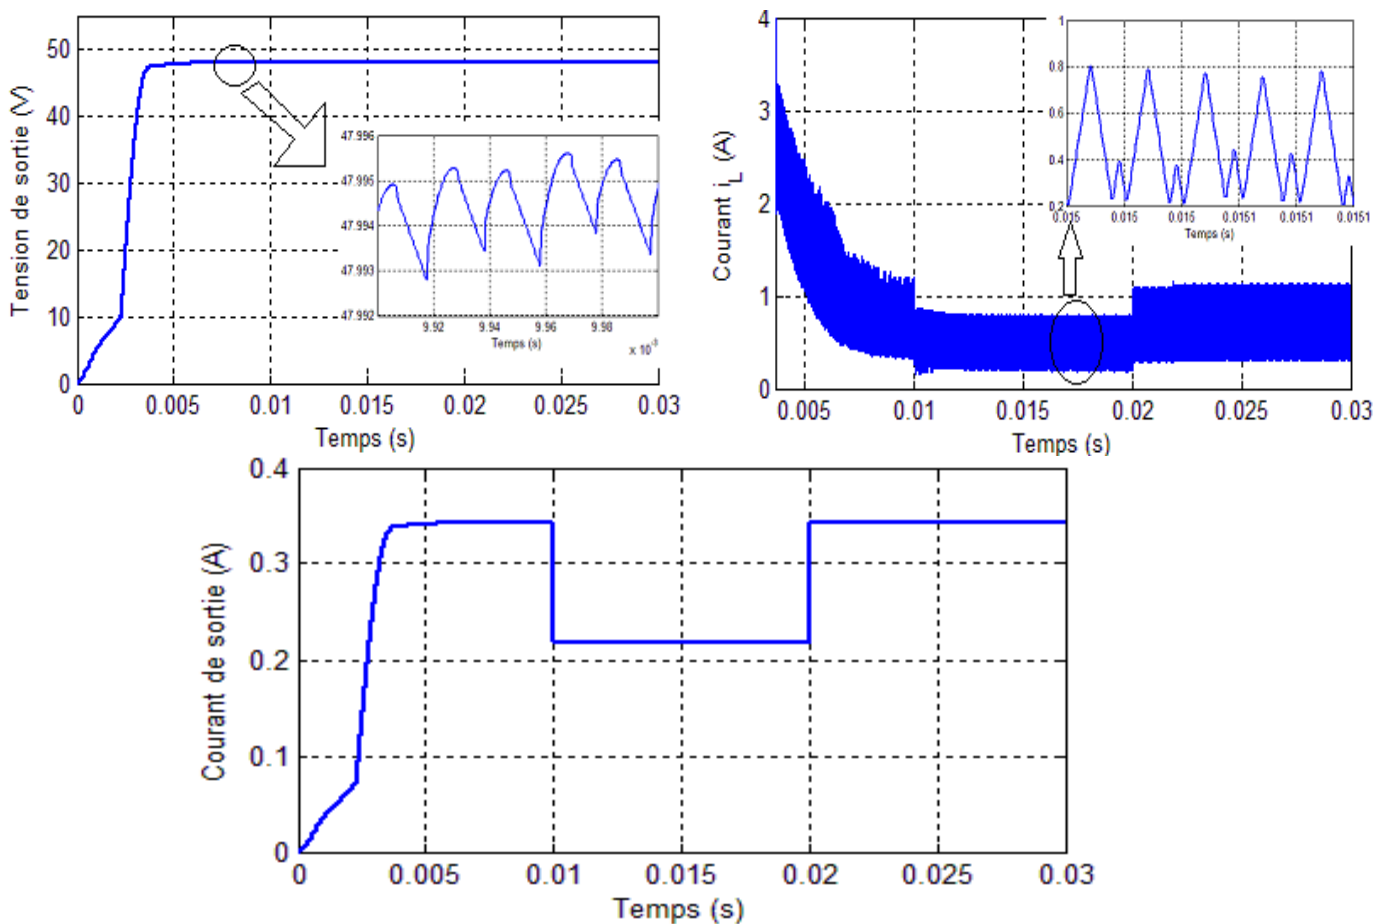 Tension de sortie (V)
50
40
30
20
10
0
0 0.005 0.01 0.015 0.02 0.025 0.03
Temps (s)
47.996
47.995
47.994
47.993
47.992
9.92 9.94 9.96 9.98
Temps (s)
x 10⁻³
Courant i_L (A)
4
3
2
1
0
0.005 0.01 0.015 0.02 0.025 0.03
Temps (s)
1
0.8
0.6
0.4
0.2
0.015 0.015 0.015 0.0151 0.0151 0.0151
Temps (s)
Courant de sortie (A)
0.4
0.3
0.2
0.1
0
0 0.005 0.01 0.015 0.02 0.025 0.03
Temps (s)